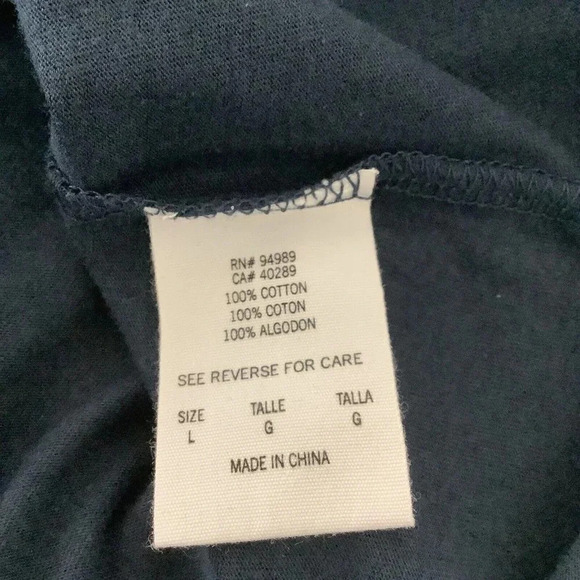 RN# 94989
CA# 40289
100% COTTON
100% COTON
100% ALGODON
SEE REVERSE FOR CARE
SIZE TALLE TALLA
L G G
MADE IN CHINA